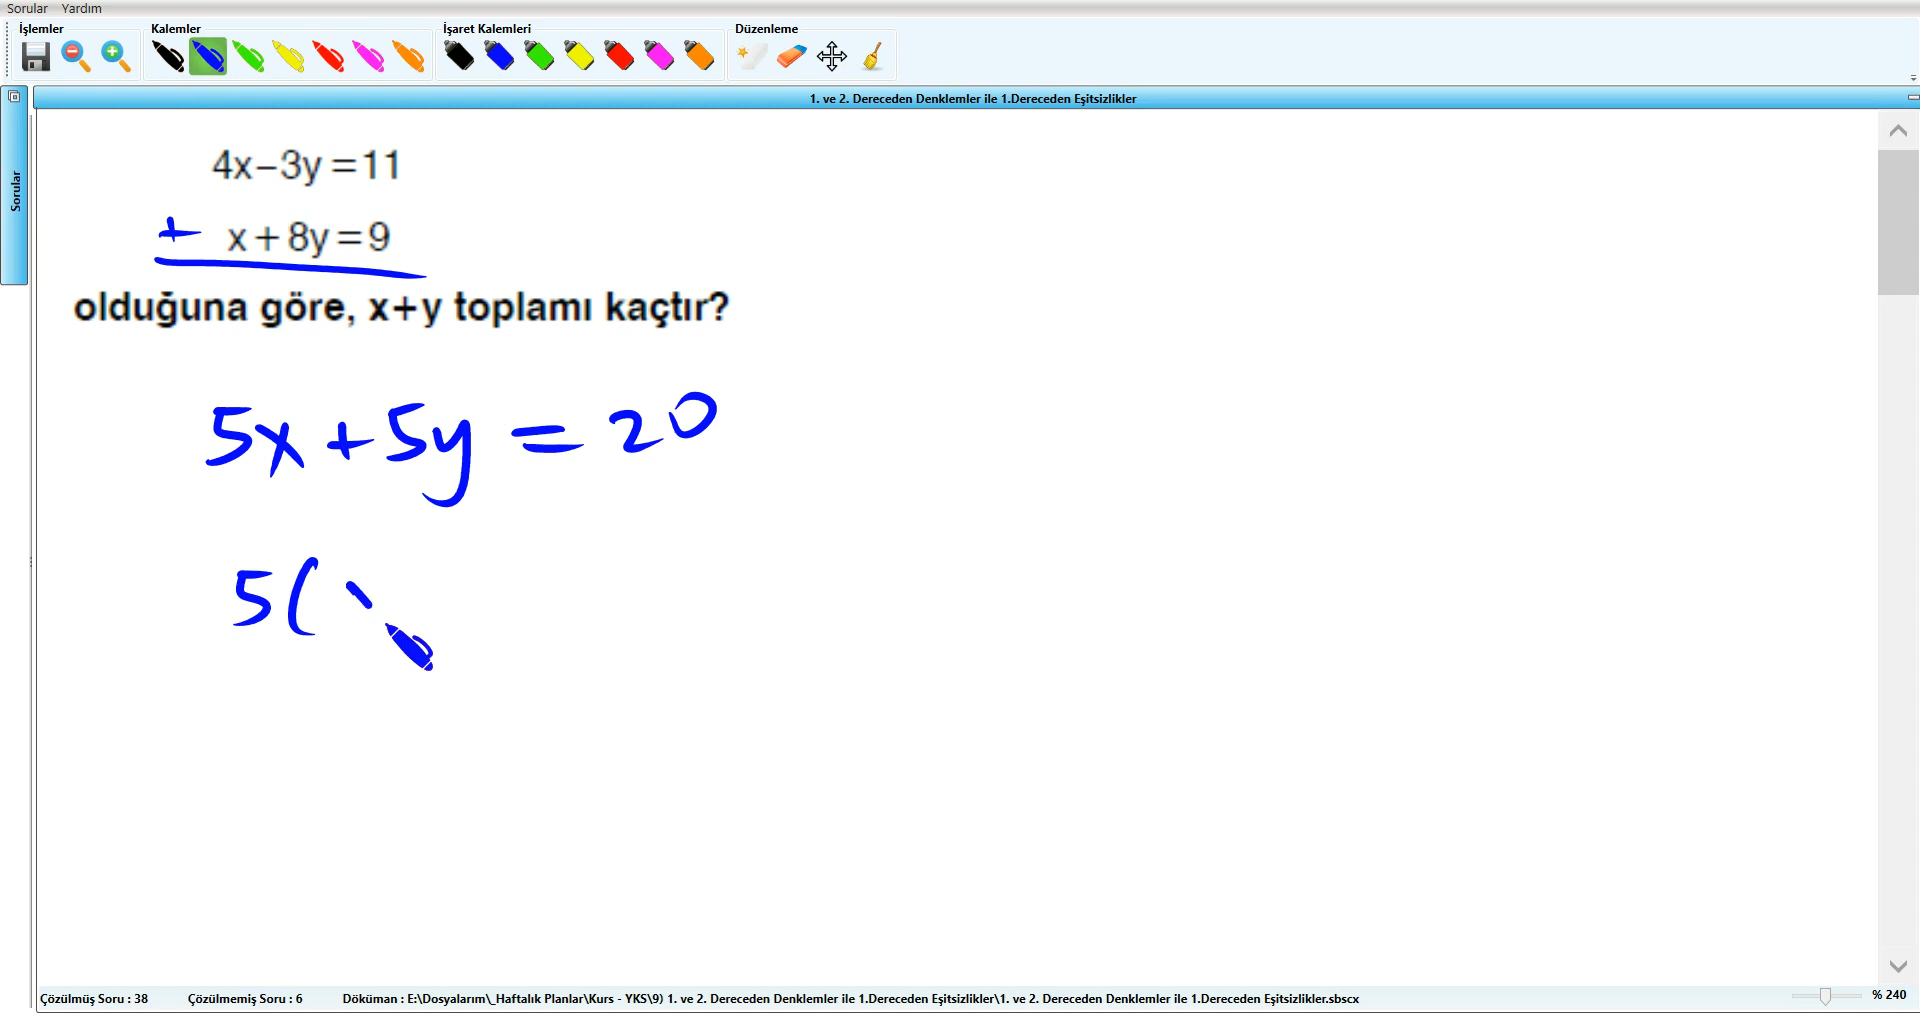 Sorular Yardım
İşlemler Kalemler İşaret Kalemleri Düzenleme
1. ve 2. Dereceden Denklemler ile 1.Dereceden Eşitsizlikler
Sorular
4x−3y=11
+ x+8y=9
olduğuna göre, x+y toplamı kaçtır?
5x+5y=20
5(
Çözülmüş Soru : 38 Çözülmemiş Soru : 6 Döküman : E:\Dosyalarım\_Haftalık Planlar\Kurs - YKS\9) 1. ve 2. Dereceden Denklemler ile 1.Dereceden Eşitsizlikler\1. ve 2. Dereceden Denklemler ile 1.Dereceden Eşitsizlikler.sbscx % 240